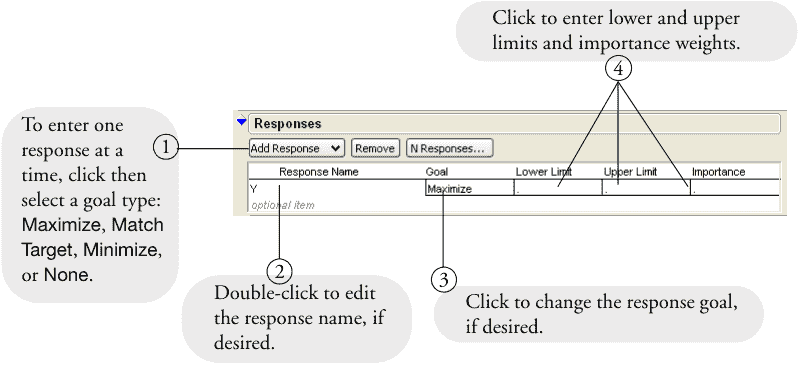 Click to enter lower and upper
limits and importance weights.
4
To enter one
response at a
time, click then
select a goal type:
Maximize, Match
Target, Minimize,
or None.
1
Responses
Add Response Remove N Responses...
Response Name Goal Lower Limit Upper Limit Importance
Y Maximize . . .
optional item
2
Double-click to edit
the response name, if
desired.
3
Click to change the response goal,
if desired.